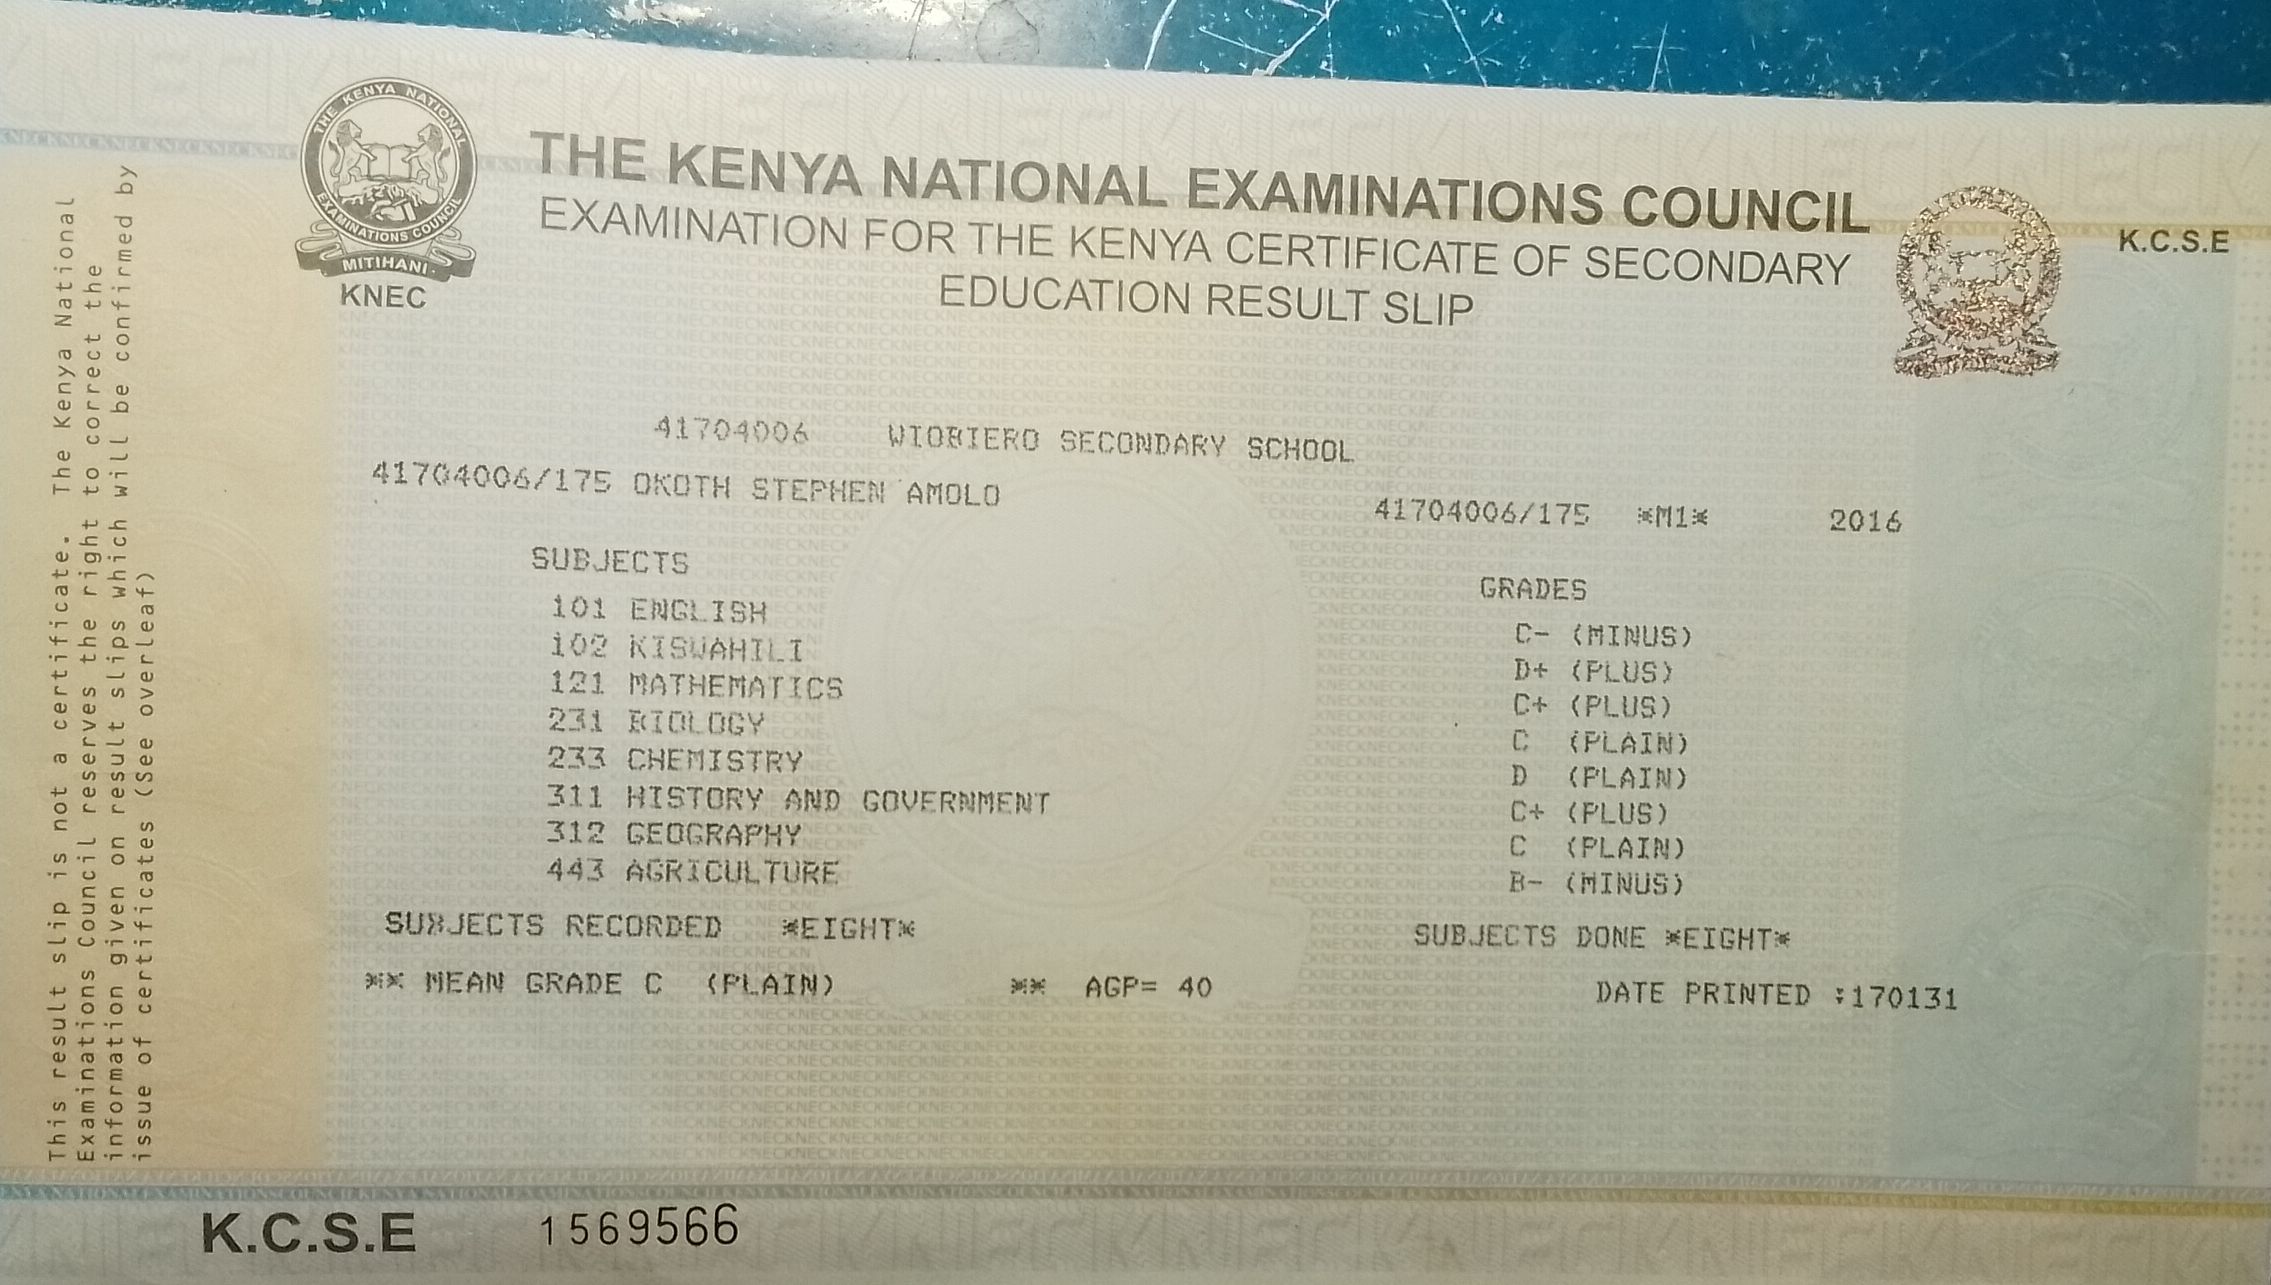 THE KENYA NATIONAL
EXAMINATIONS COUNCIL
MITIHANI
KNEC
THE KENYA NATIONAL EXAMINATIONS COUNCIL
EXAMINATION FOR THE KENYA CERTIFICATE OF SECONDARY
EDUCATION RESULT SLIP
K.C.S.E
41704006 WIOBIERO SECONDARY SCHOOL
41704006/175 OKOTH STEPHEN AMOLO 41704006/175 *M1* 2016
SUBJECTS GRADES
101 ENGLISH C- (MINUS)
102 KISWAHILI D+ (PLUS)
121 MATHEMATICS C+ (PLUS)
231 BIOLOGY C (PLAIN)
233 CHEMISTRY D (PLAIN)
311 HISTORY AND GOVERNMENT C+ (PLUS)
312 GEOGRAPHY C (PLAIN)
443 AGRICULTURE B- (MINUS)
SUBJECTS RECORDED *EIGHT* SUBJECTS DONE *EIGHT*
** MEAN GRADE C (PLAIN) ** AGP= 40 DATE PRINTED :170131
This result slip is not a certificate. The Kenya National
Examinations Council reserves the right to correct the
information given on result slips which will be confirmed by
issue of certificates (See overleaf)
K.C.S.E 1569566